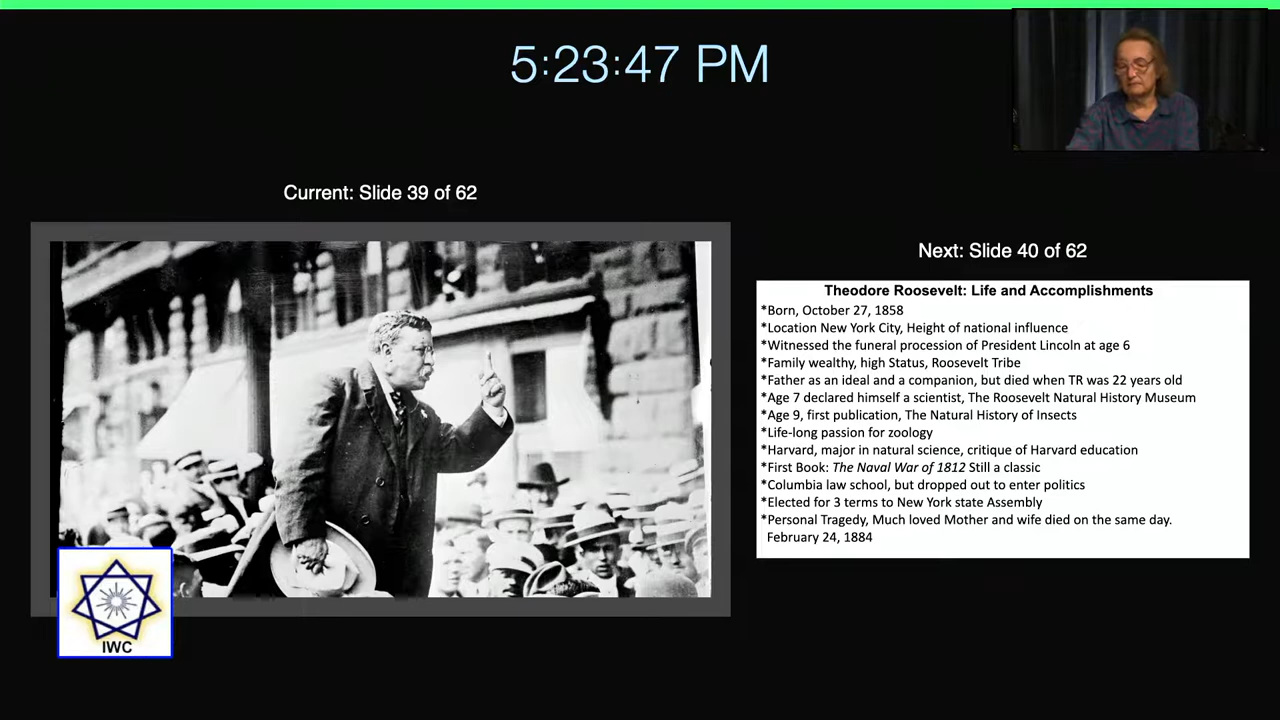 5:23:47 PM
Current: Slide 39 of 62
Next: Slide 40 of 62
Theodore Roosevelt: Life and Accomplishments
*Born, October 27, 1858
*Location New York City, Height of national influence
*Witnessed the funeral procession of President Lincoln at age 6
*Family wealthy, high Status, Roosevelt Tribe
*Father as an ideal and a companion, but died when TR was 22 years old
*Age 7 declared himself a scientist, The Roosevelt Natural History Museum
*Age 9, first publication, The Natural History of Insects
*Life-long passion for zoology
*Harvard, major in natural science, critique of Harvard education
*First Book: The Naval War of 1812 Still a classic
*Columbia law school, but dropped out to enter politics
*Elected for 3 terms to New York state Assembly
*Personal Tragedy, Much loved Mother and wife died on the same day.
February 24, 1884
IWC